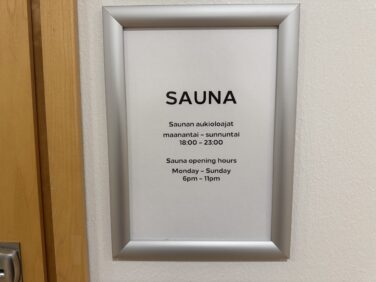 SAUNA
Saunan aukioloajat
maanantai – sunnuntai
18:00 – 23:00
Sauna opening hours
Monday – Sunday
6pm – 11pm